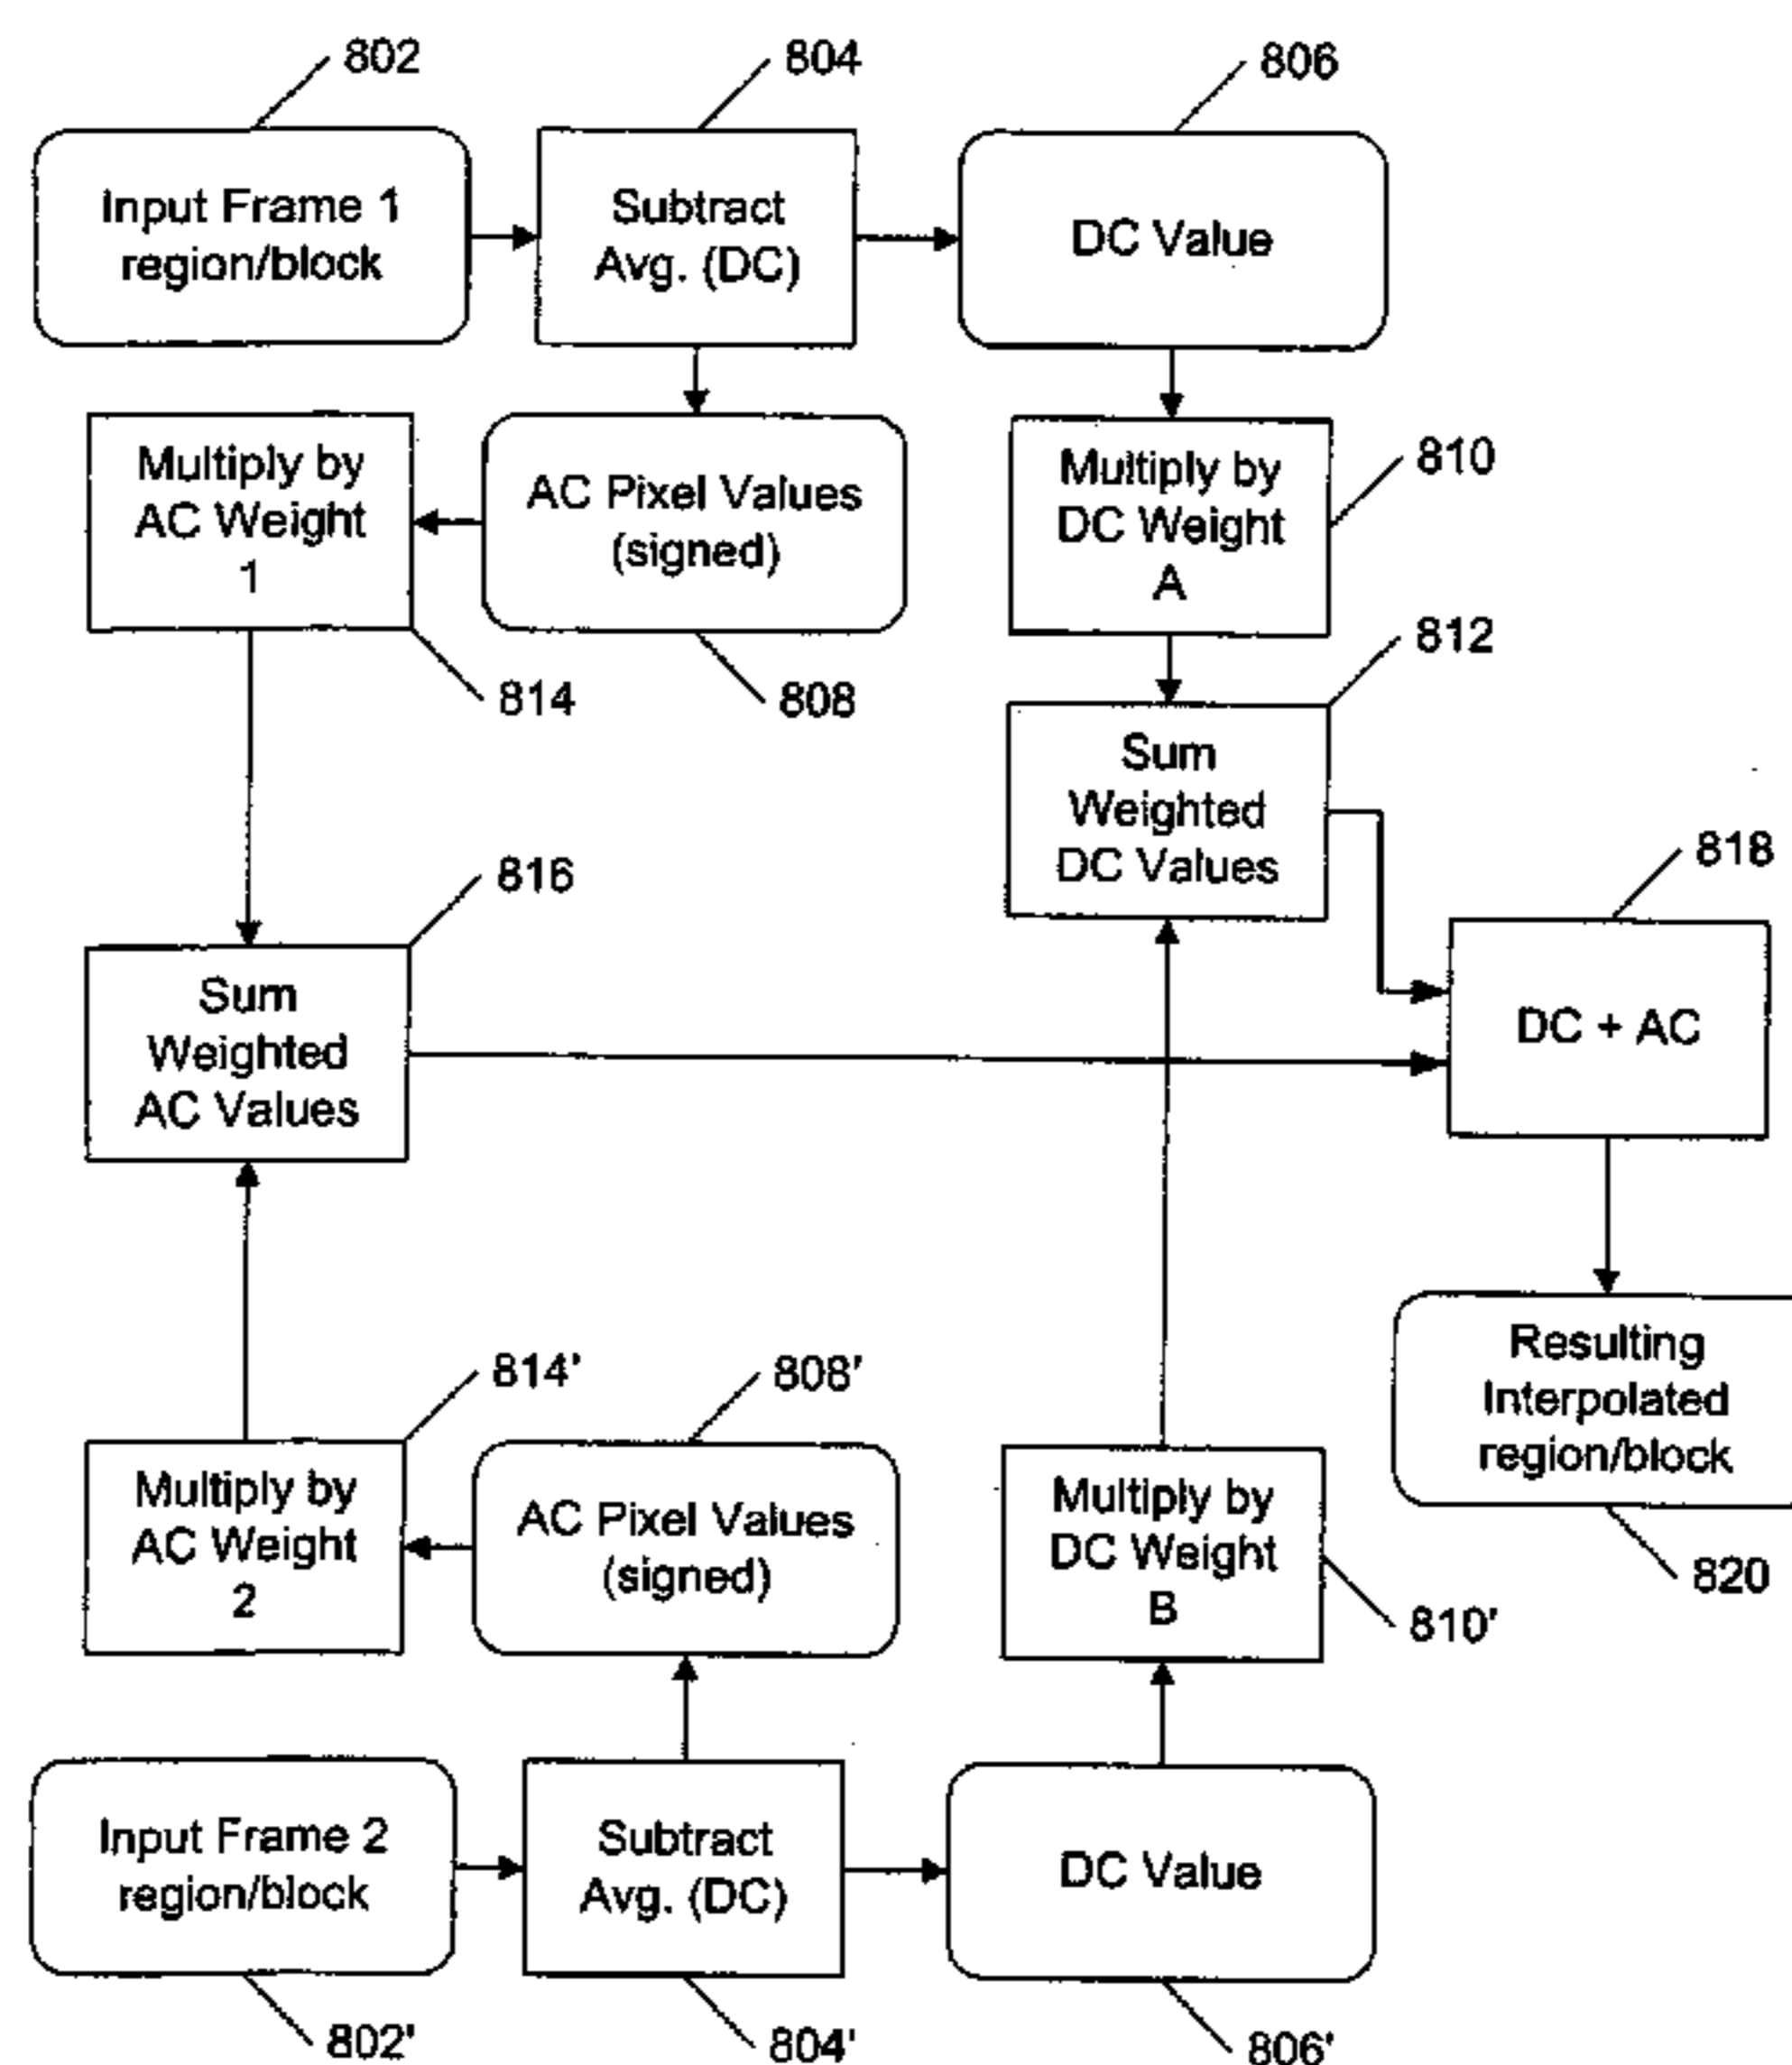 802
804
806
Input Frame 1
region/block
Subtract
Avg. (DC)
DC Value
Multiply by
AC Weight
1
AC Pixel Values
(signed)
Multiply by
DC Weight
A
810
814
808
812
Sum
Weighted
DC Values
816
818
Sum
Weighted
AC Values
DC + AC
Resulting
Interpolated
region/block
814'
808'
Multiply by
AC Weight
2
AC Pixel Values
(signed)
Multiply by
DC Weight
B
820
810'
Input Frame 2
region/block
Subtract
Avg. (DC)
DC Value
802'
804'
806'